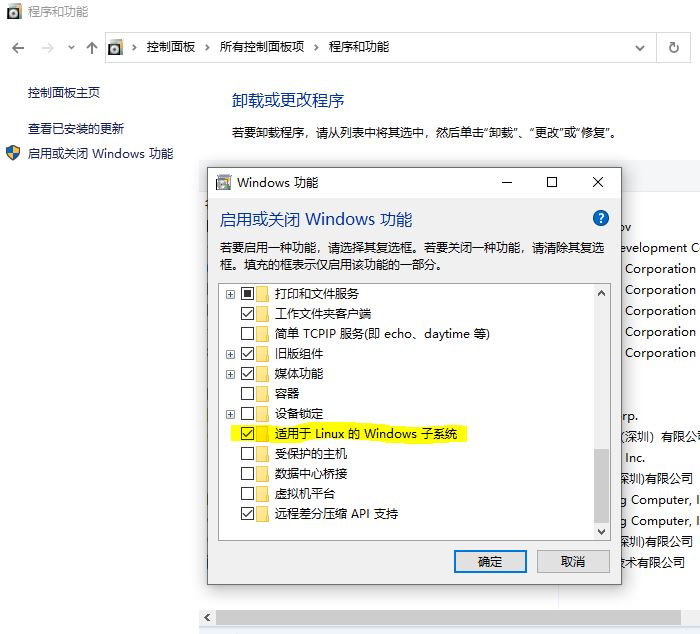 程序和功能
控制面板 › 所有控制面板项 › 程序和功能
控制面板主页
查看已安装的更新
启用或关闭 Windows 功能
卸载或更改程序
若要卸载程序，请从列表中将其选中，然后单击“卸载”、“更改”或“修复”。
Windows 功能
启用或关闭 Windows 功能
若要启用一种功能，请选择其复选框。若要关闭一种功能，请清除其复选
框。填充的框表示仅启用该功能的一部分。
打印和文件服务
工作文件夹客户端
简单 TCPIP 服务(即 echo、daytime 等)
旧版组件
媒体功能
容器
设备锁定
适用于 Linux 的 Windows 子系统
受保护的主机
数据中心桥接
虚拟机平台
远程差分压缩 API 支持
确定
取消
ov
evelopment C
Corporation
Corporation
Corporation
Corporation
Corporation
rp.
(深圳）有限公
Inc.
深圳)有限公司
g Computer, I
g Computer, I
深圳)有限公司
技术有限公司